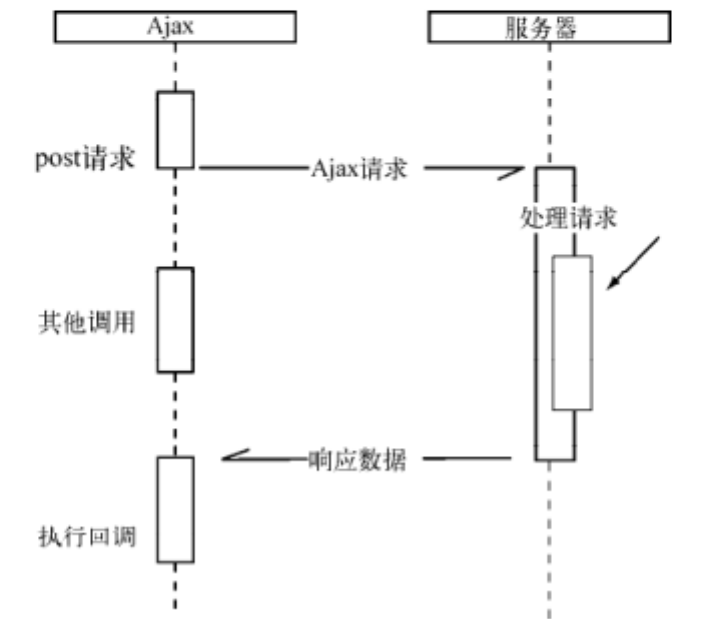 Ajax
服务器
post请求
Ajax请求
处理请求
其他调用
响应数据
执行回调